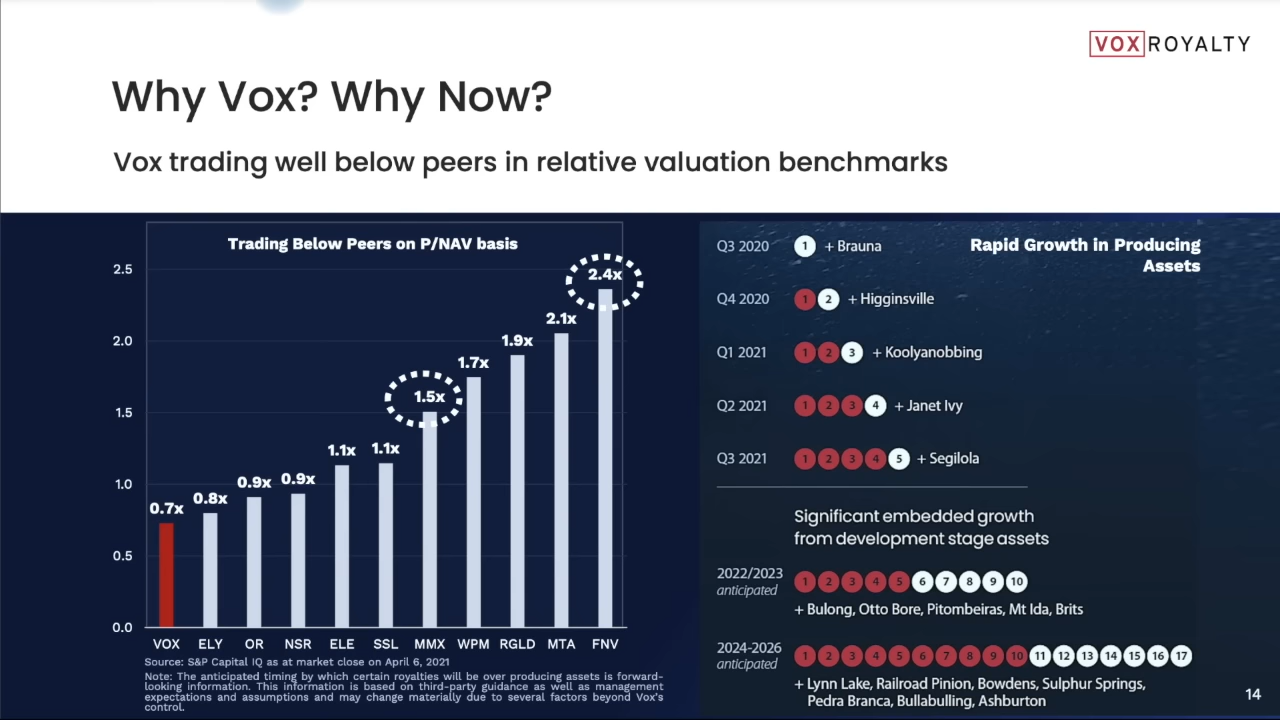 VOX ROYALTY
Why Vox? Why Now?
Vox trading well below peers in relative valuation benchmarks
Trading Below Peers on P/NAV basis
2.5
2.0
1.5
1.0
0.5
0.0
0.7x
0.8x
0.9x
0.9x
1.1x
1.1x
1.5x
1.7x
1.9x
2.1x
2.4x
VOX ELY OR NSR ELE SSL MMX WPM RGLD MTA FNV
Source: S&P Capital IQ as at market close on April 6, 2021
Note: The anticipated timing by which certain royalties will be over producing assets is forward-
looking information. This information is based on third-party guidance as well as management
expectations and assumptions and may change materially due to several factors beyond Vox's
control.
Rapid Growth in Producing
Assets
Q3 2020 1 + Brauna
Q4 2020 1 2 + Higginsville
Q1 2021 1 2 3 + Koolyanobbing
Q2 2021 1 2 3 4 + Janet Ivy
Q3 2021 1 2 3 4 5 + Segilola
Significant embedded growth
from development stage assets
2022/2023
anticipated
1 2 3 4 5 6 7 8 9 10
+ Bulong, Otto Bore, Pitombeiras, Mt Ida, Brits
2024-2026
anticipated
1 2 3 4 5 6 7 8 9 10 11 12 13 14 15 16 17
+ Lynn Lake, Railroad Pinion, Bowdens, Sulphur Springs,
Pedra Branca, Bullabulling, Ashburton
14